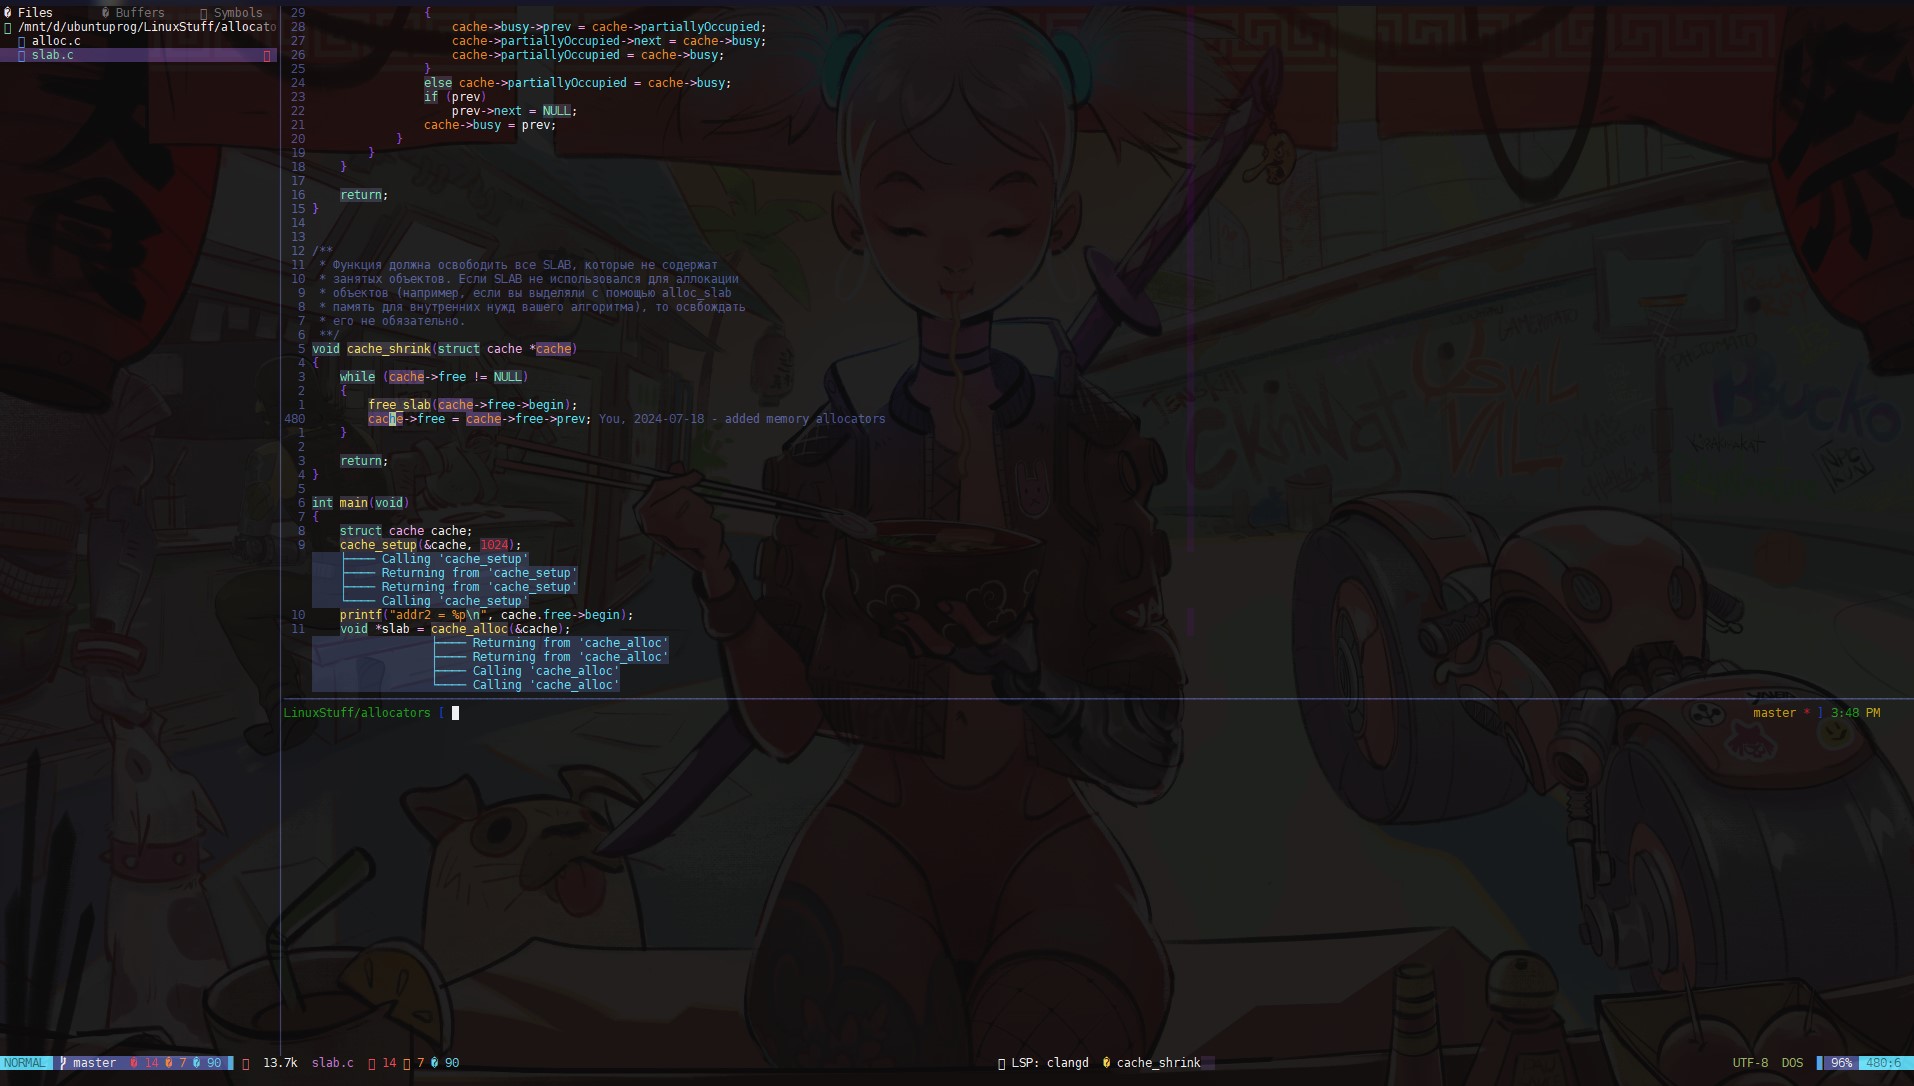 Files Buffers Symbols
/mnt/d/ubuntuprog/LinuxStuff/allocato
alloc.c
slab.c
29 {
28 cache->busy->prev = cache->partiallyOccupied;
27 cache->partiallyOccupied->next = cache->busy;
26 cache->partiallyOccupied = cache->busy;
25 }
24 else cache->partiallyOccupied = cache->busy;
23 if (prev)
22 prev->next = NULL;
21 cache->busy = prev;
20 }
19 }
18 }
17
16 return;
15 }
14
13
12 /**
11 * Функция должна освободить все SLAB, которые не содержат
10 * занятых объектов. Если SLAB не использовался для аллокации
9 * объектов (например, если вы выделяли с помощью alloc_slab
8 * память для внутренних нужд вашего алгоритма), то освбождать
7 * его не обязательно.
6 **/
5 void cache_shrink(struct cache *cache)
4 {
3 while (cache->free != NULL)
2 {
1 free_slab(cache->free->begin);
480 cache->free = cache->free->prev; You, 2024-07-18 - added memory allocators
1 }
2
3 return;
4 }
5
6 int main(void)
7 {
8 struct cache cache;
9 cache_setup(&cache, 1024);
├──── Calling 'cache_setup'
├──── Returning from 'cache_setup'
├──── Returning from 'cache_setup'
└──── Calling 'cache_setup'
10 printf("addr2 = %p\n", cache.free->begin);
11 void *slab = cache_alloc(&cache);
├──── Returning from 'cache_alloc'
├──── Returning from 'cache_alloc'
├──── Calling 'cache_alloc'
└──── Calling 'cache_alloc'
LinuxStuff/allocators [ master * ] 3:48 PM
NORMAL master 14 7 90 13.7k slab.c 14 7 90 LSP: clangd cache_shrink UTF-8 DOS 96% 480:6